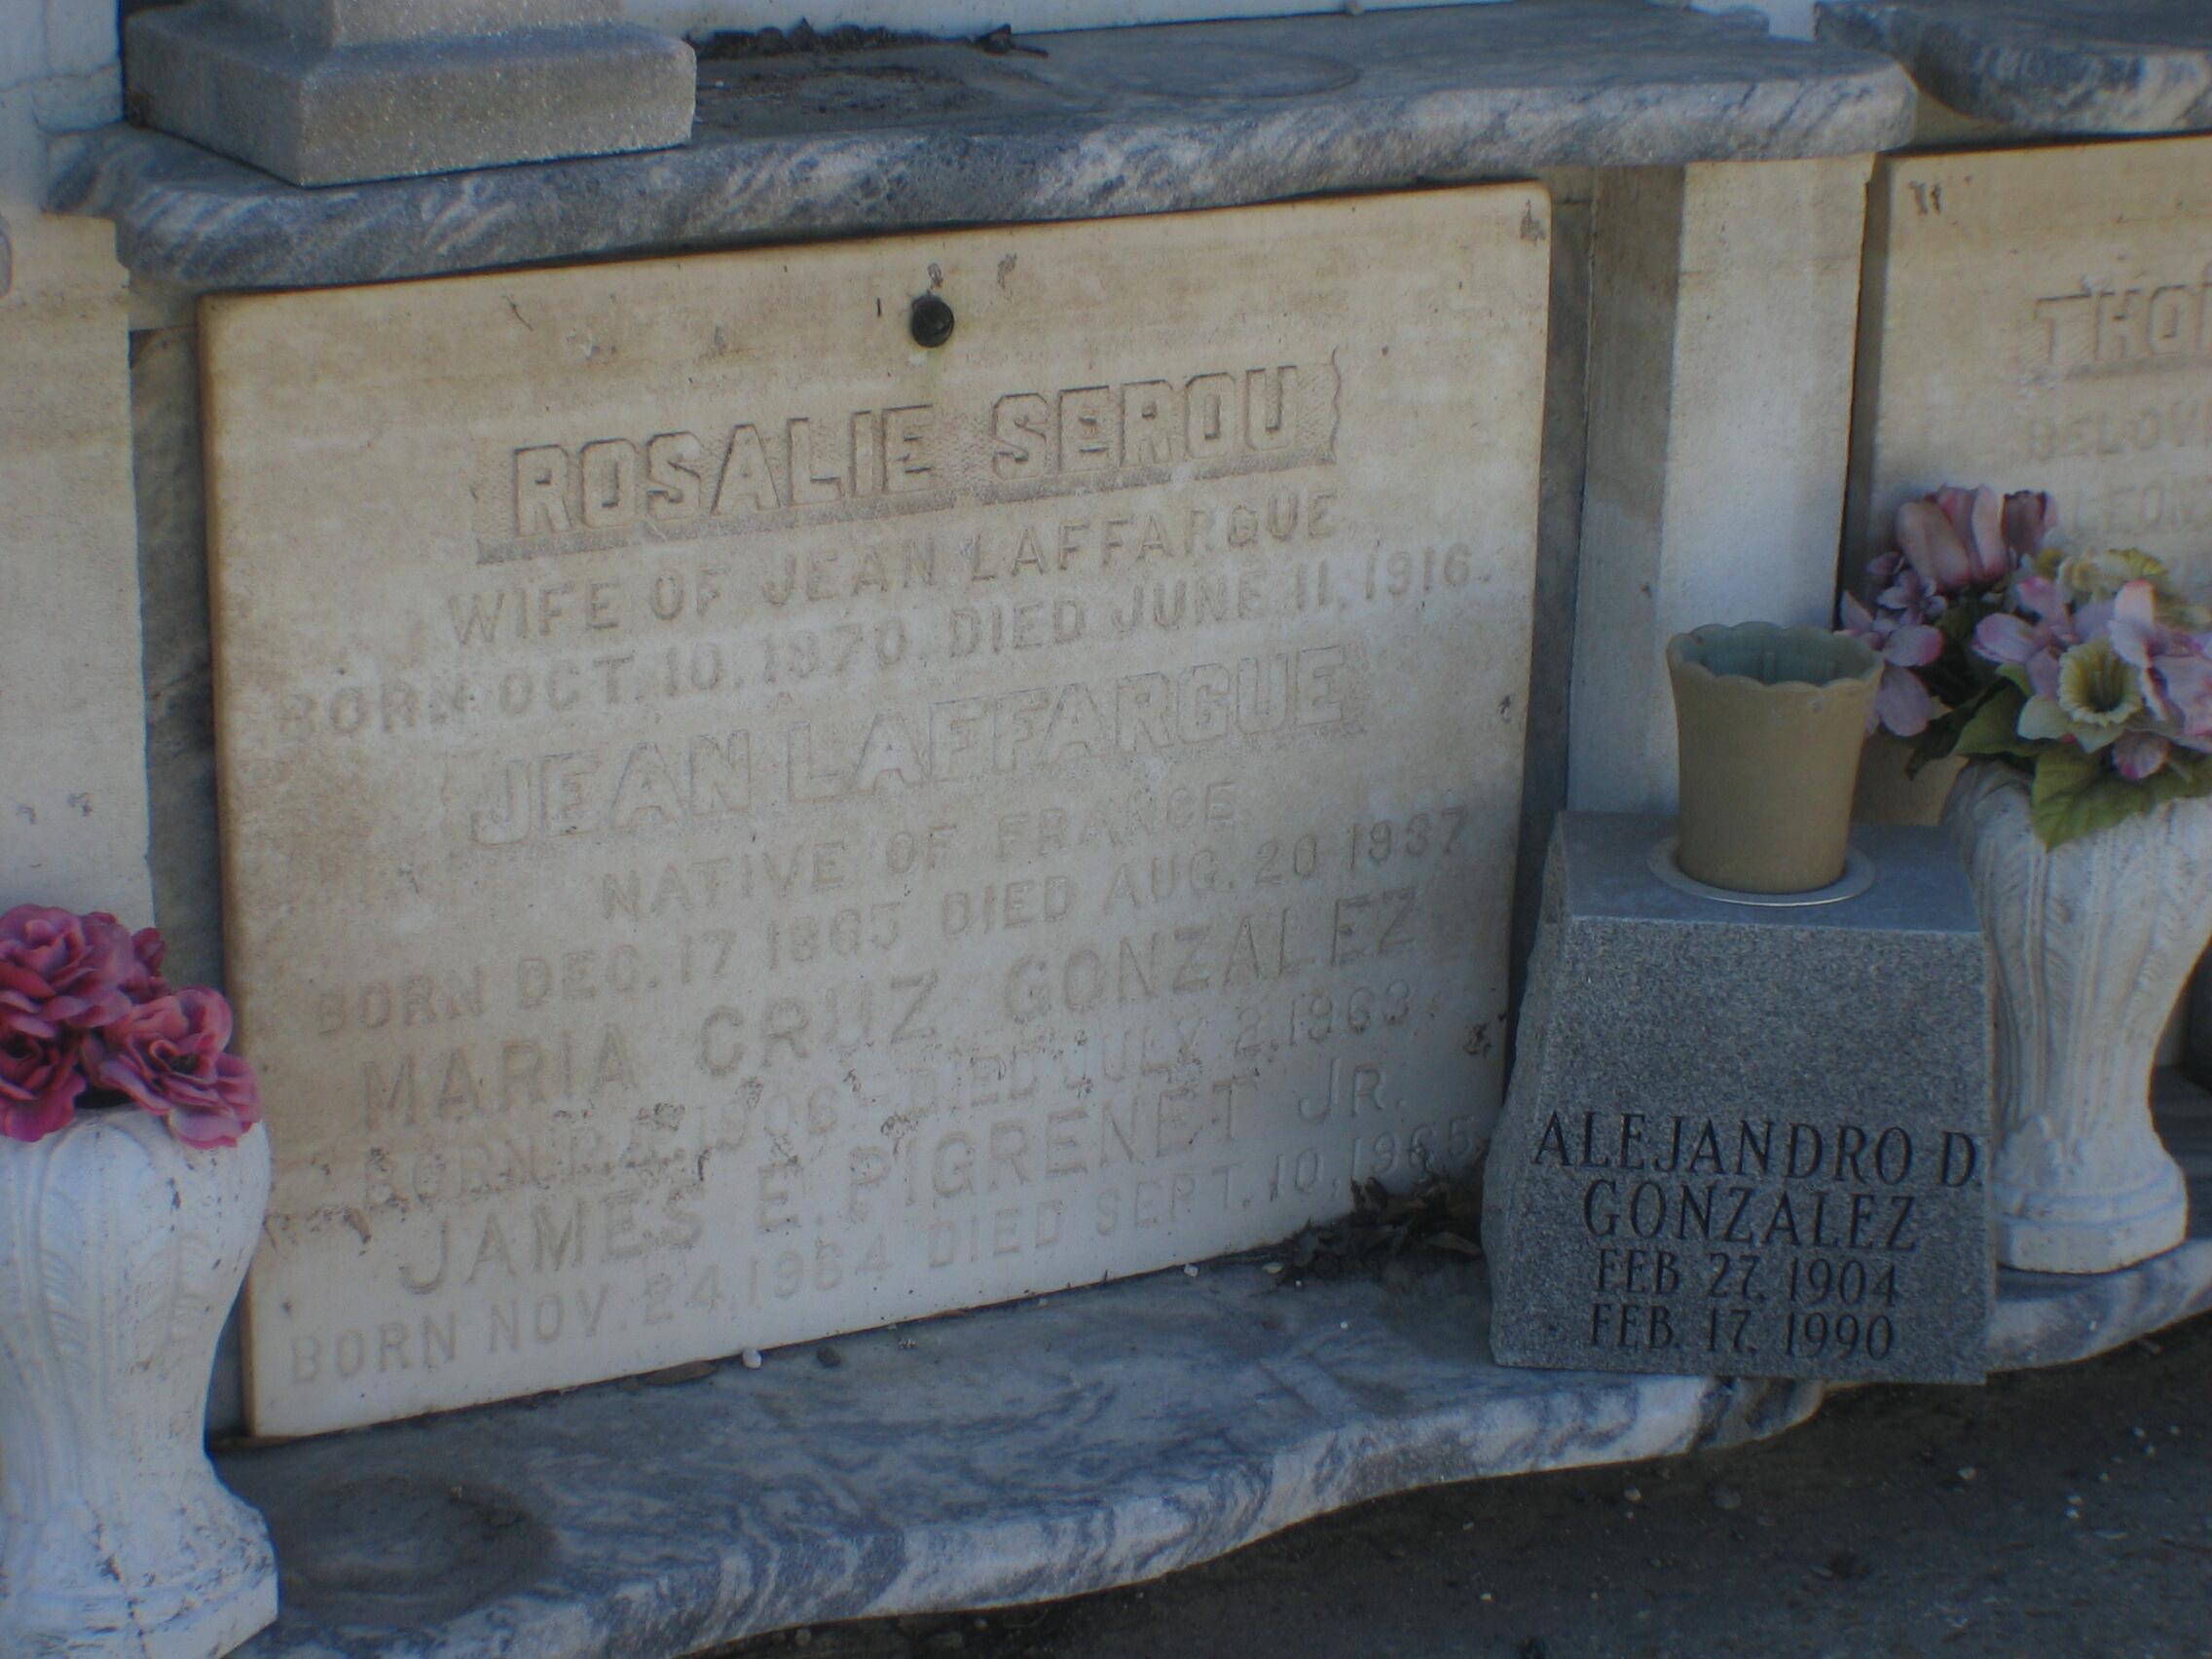 ROSALIE SEROU
WIFE OF JEAN LAFFARGUE
BORN OCT. 10. 1870. DIED JUNE 11, 1916.
JEAN LAFFARGUE
NATIVE OF FRANCE
BORN DEC. 17 1865 DIED AUG. 20 1937
MARIA CRUZ GONZALEZ
BORN 1906 - DIED JULY 2, 1963.
JAMES E. PIGRENET JR.
BORN NOV. 24, 1964 DIED SEPT. 10, 1965
ALEJANDRO D.
GONZALEZ
FEB 27, 1904
FEB. 17, 1990